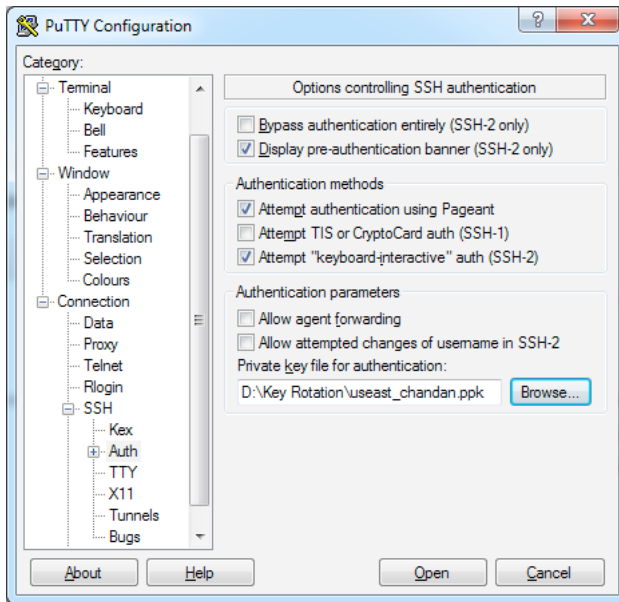 PuTTY Configuration
Category:
Terminal
Keyboard
Bell
Features
Window
Appearance
Behaviour
Translation
Selection
Colours
Connection
Data
Proxy
Telnet
Rlogin
SSH
Kex
Auth
TTY
X11
Tunnels
Bugs
Options controlling SSH authentication
Bypass authentication entirely (SSH-2 only)
Display pre-authentication banner (SSH-2 only)
Authentication methods
Attempt authentication using Pageant
Attempt TIS or CryptoCard auth (SSH-1)
Attempt "keyboard-interactive" auth (SSH-2)
Authentication parameters
Allow agent forwarding
Allow attempted changes of username in SSH-2
Private key file for authentication:
D:\Key Rotation\useast_chandan.ppk Browse...
About Help Open Cancel